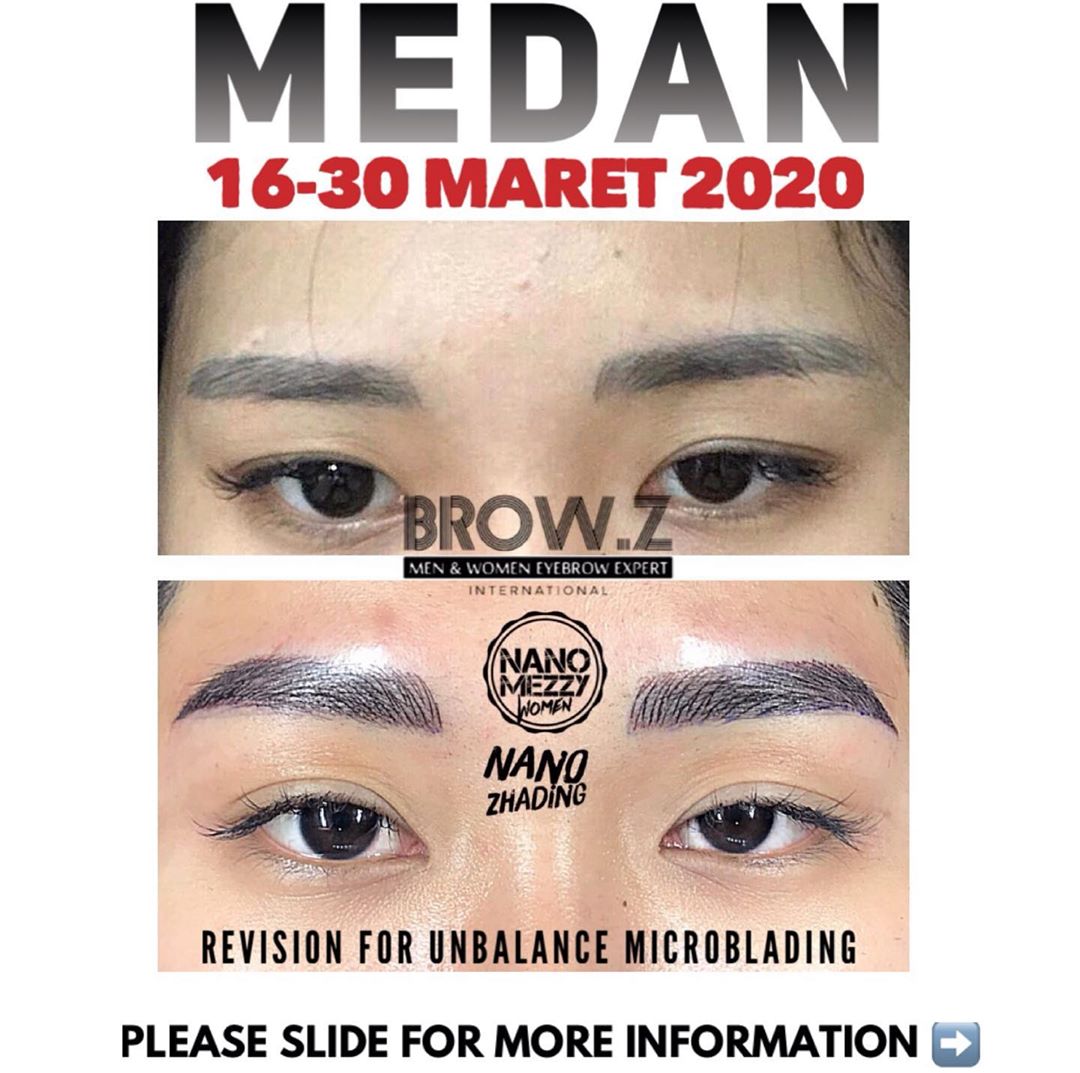 MEDAN
16-30 MARET 2020
BROW.Z
MEN & WOMEN EYEBROW EXPERT
INTERNATIONAL
NANO
MEZZY
WOMEN
NANO
ZHADING
REVISION FOR UNBALANCE MICROBLADING
PLEASE SLIDE FOR MORE INFORMATION ➡️